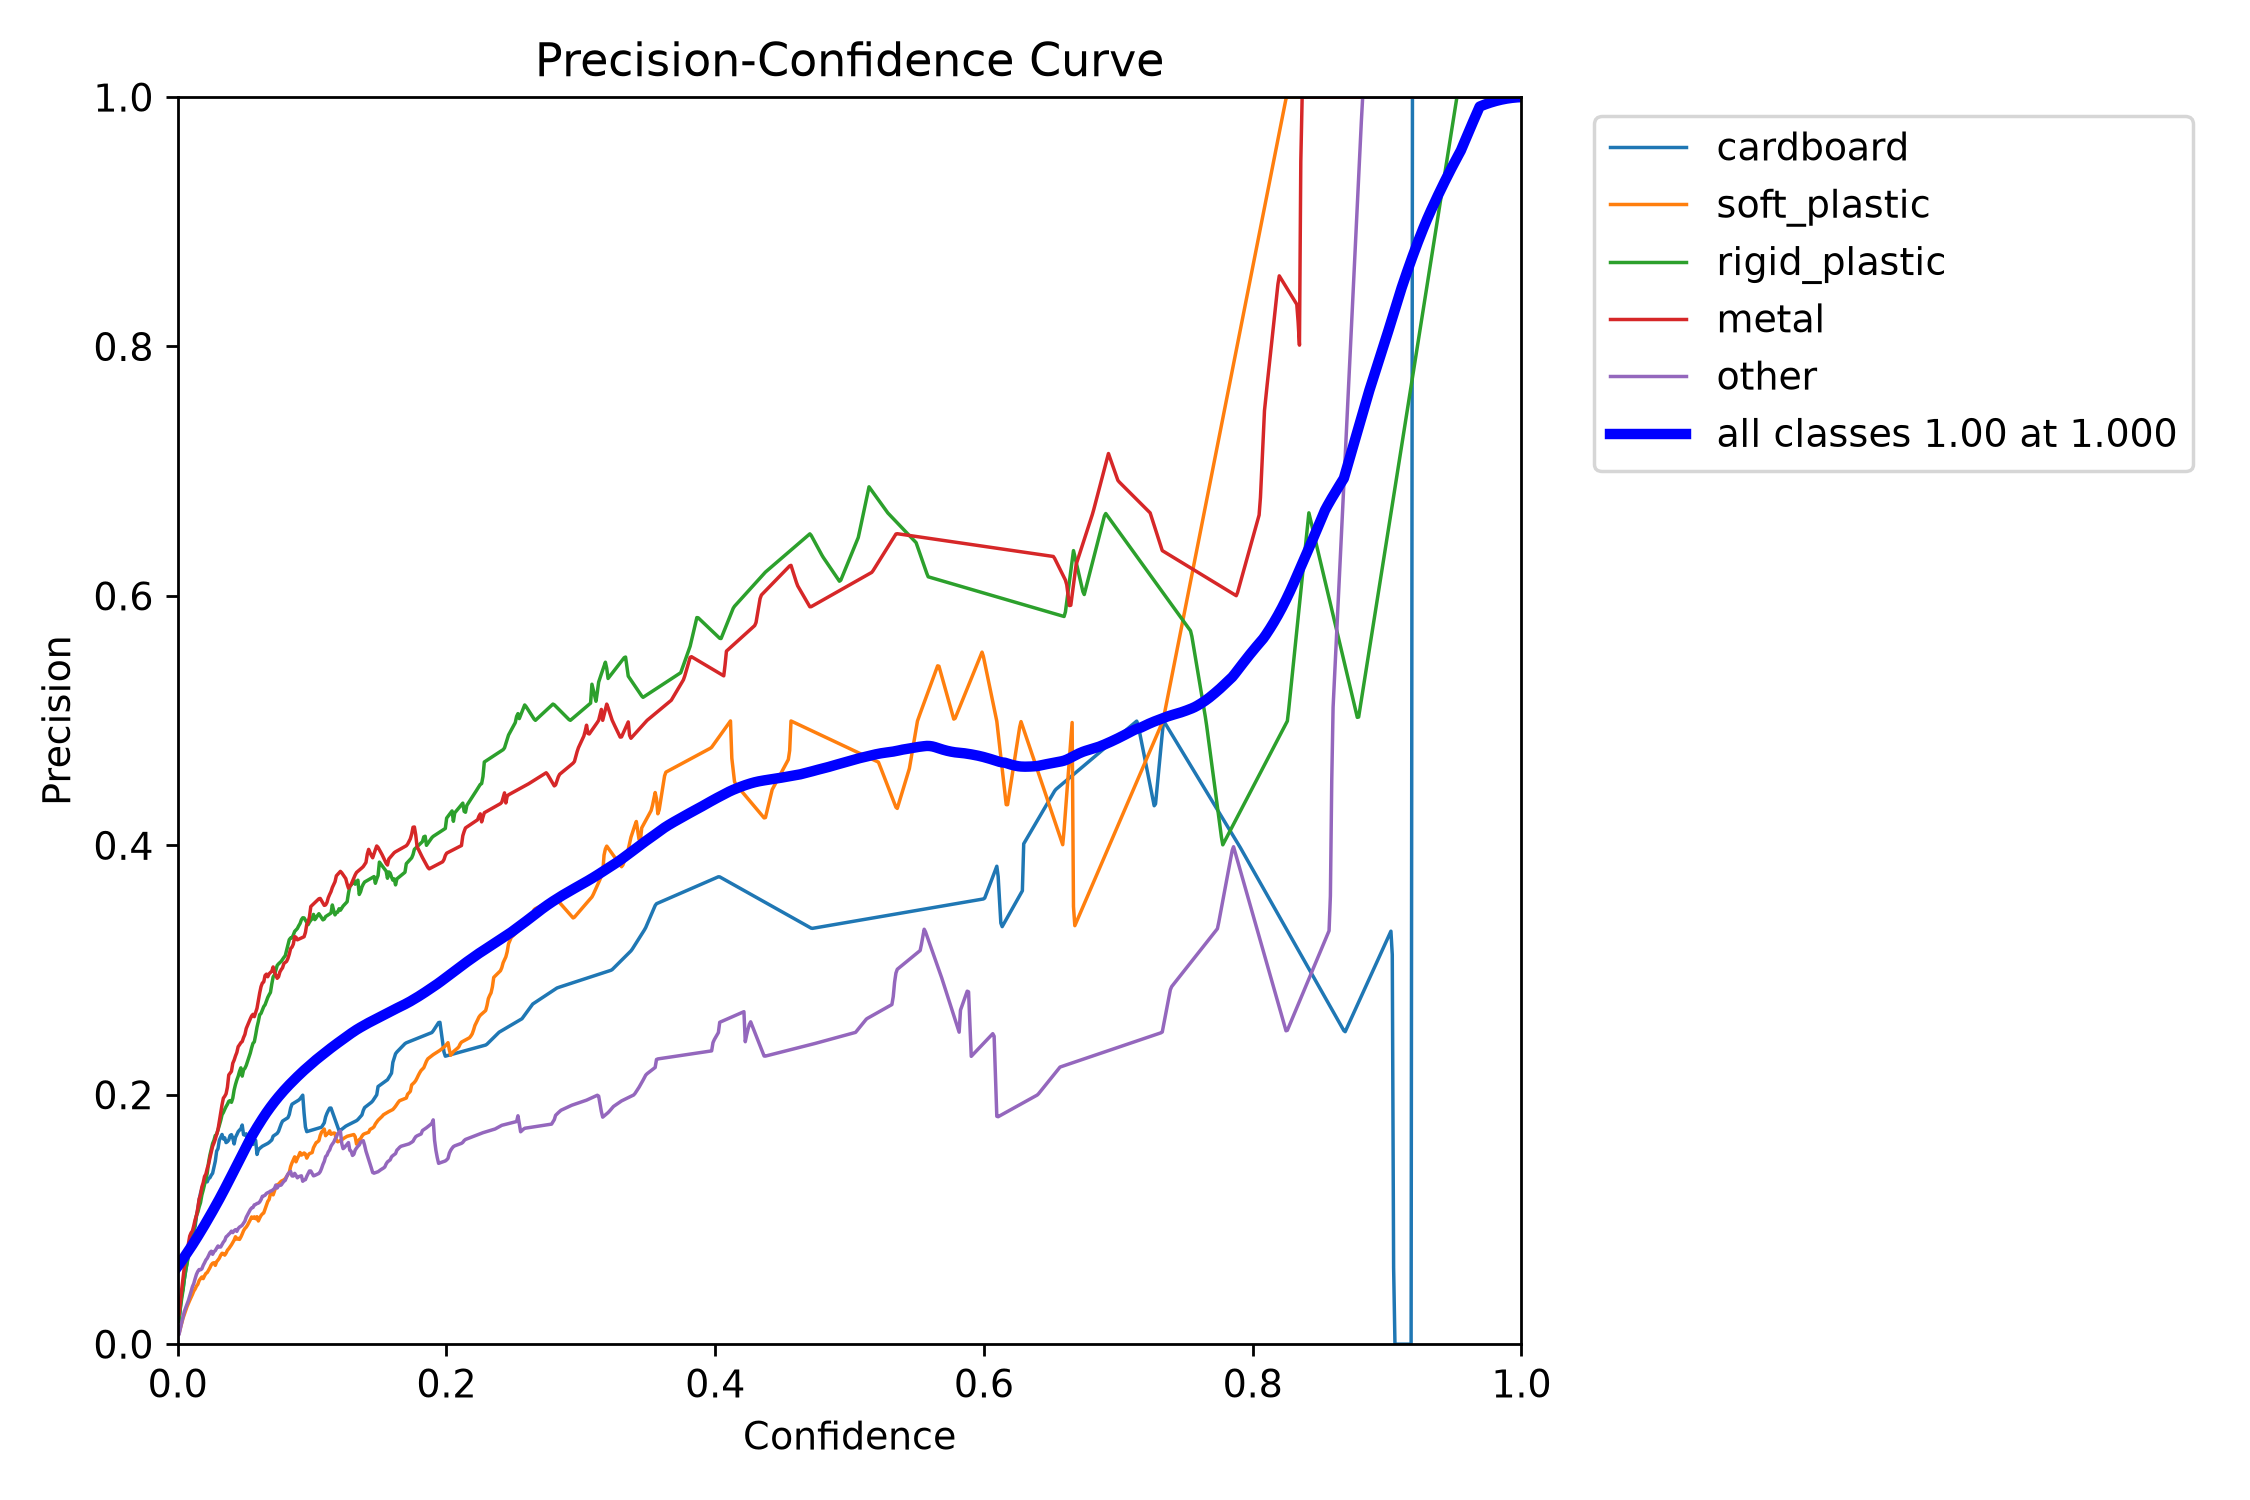 Precision-Confidence Curve
1.0
0.8
0.6
0.4
0.2
0.0
Precision
0.0 0.2 0.4 0.6 0.8 1.0
Confidence
cardboard
soft_plastic
rigid_plastic
metal
other
all classes 1.00 at 1.000